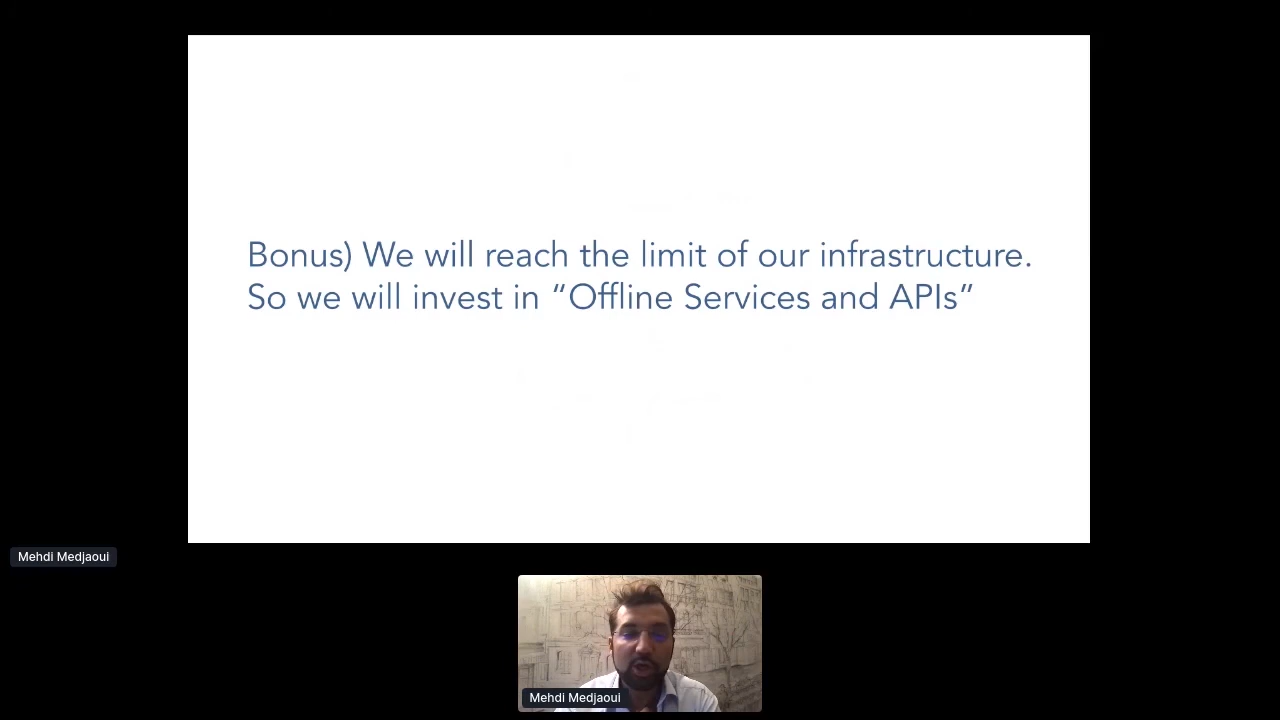 Bonus) We will reach the limit of our infrastructure.
So we will invest in “Offline Services and APIs”
Mehdi Medjaoui
Mehdi Medjaoui